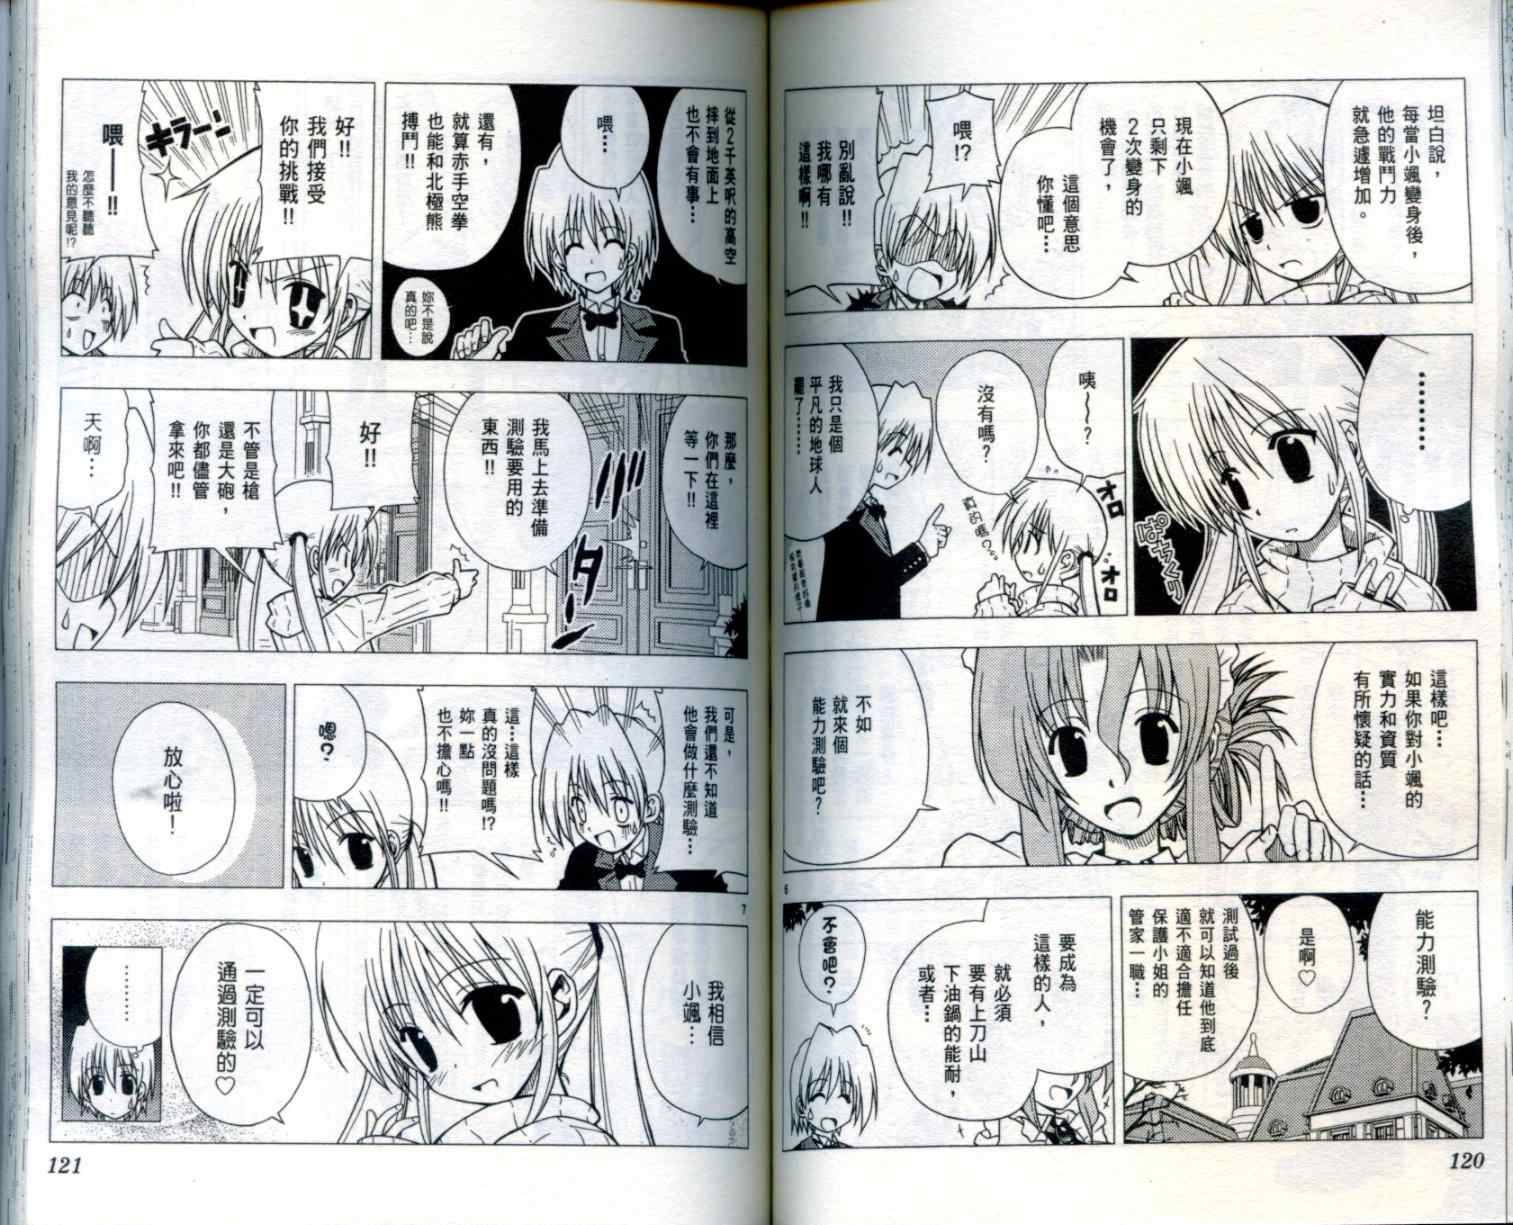 坦白說，
每當小颯變身後，
他的戰鬥力
就急遽增加。
現在小颯
只剩下
2次變身的
機會了，
這個意思
你懂吧…
喂!?
別亂說!!
我哪有
這樣啊!!
………
ぱちくり
咦～～?
沒有嗎?
オロ
オロ
真的嗎?
我只是個
平凡的地球人
罷了……
這樣吧…
如果你對小颯的
實力和資質
有所懷疑的話…
不如
就來個
能力測驗吧?
6
能力測驗?
是啊♡
測試過後
就可以知道他到底
適不適合擔任
保護小姐的
管家一職…
要成為
這樣的人，
就必須
要有上刀山
下油鍋的能耐，
或者…
不會吧?
120
從2千英呎的高空
摔到地面上
也不會有事…
喂…
還有，
就算赤手空拳
也能和北極熊
搏鬥!!
妳不是說
真的吧…
好!!
我們接受
你的挑戰!!
キラーン
喂——!!
怎麼不聽聽
我的意見呢!?
那麼，
你們在這裡
等一下!!
我馬上去準備
測驗要用的
東西!!
タッ
好!!
不管是槍
還是大砲，
你都儘管
拿來吧!!
天啊…
可是，
我們還不知道
他會做什麼測驗…
這…這樣
真的沒問題嗎!?
妳一點
也不擔心嗎!!
嗯?
放心啦!
7
我相信
小颯…
一定可以
通過測驗的♡
………
121